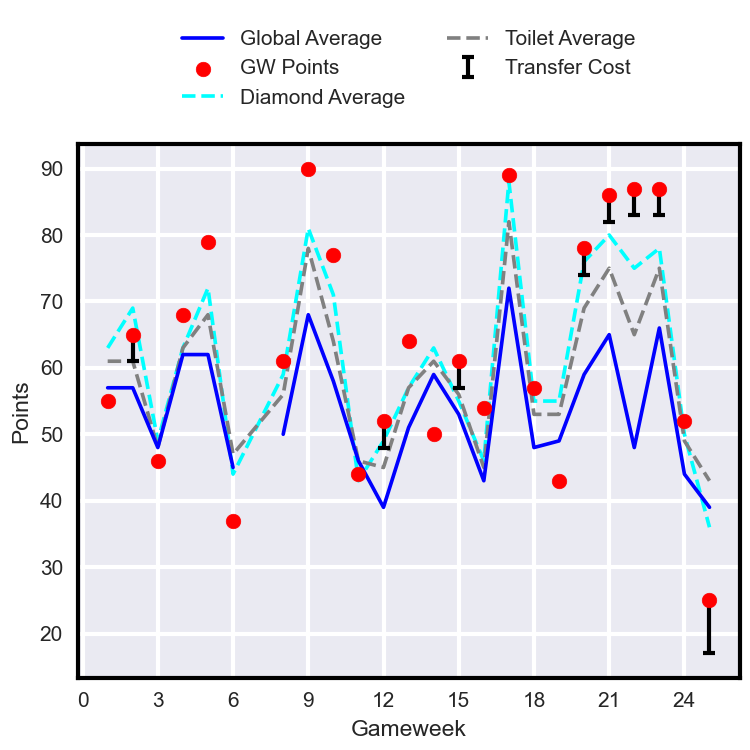 Global Average
GW Points
Diamond Average
Toilet Average
Transfer Cost
90
80
70
60
50
40
30
20
Points
0 3 6 9 12 15 18 21 24
Gameweek